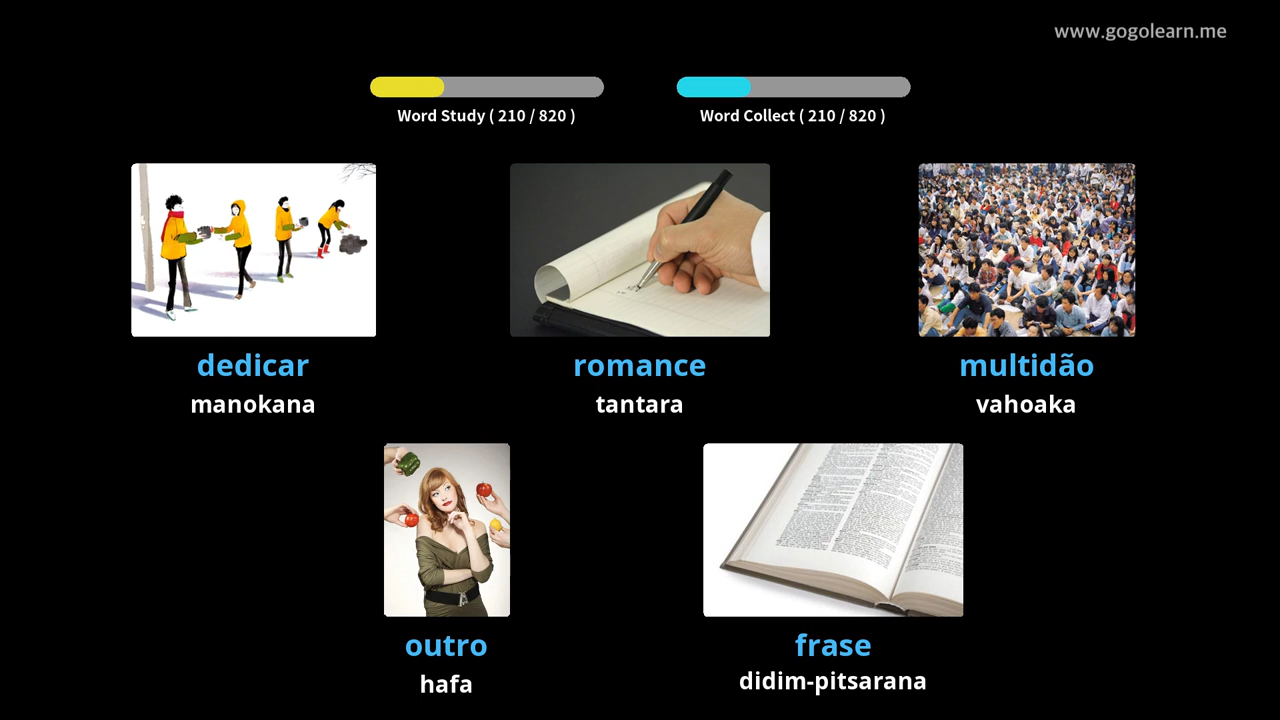 www.gogolearn.me
Word Study ( 210 / 820 )
Word Collect ( 210 / 820 )
dedicar
manokana
romance
tantara
multidão
vahoaka
outro
hafa
frase
didim-pitsarana